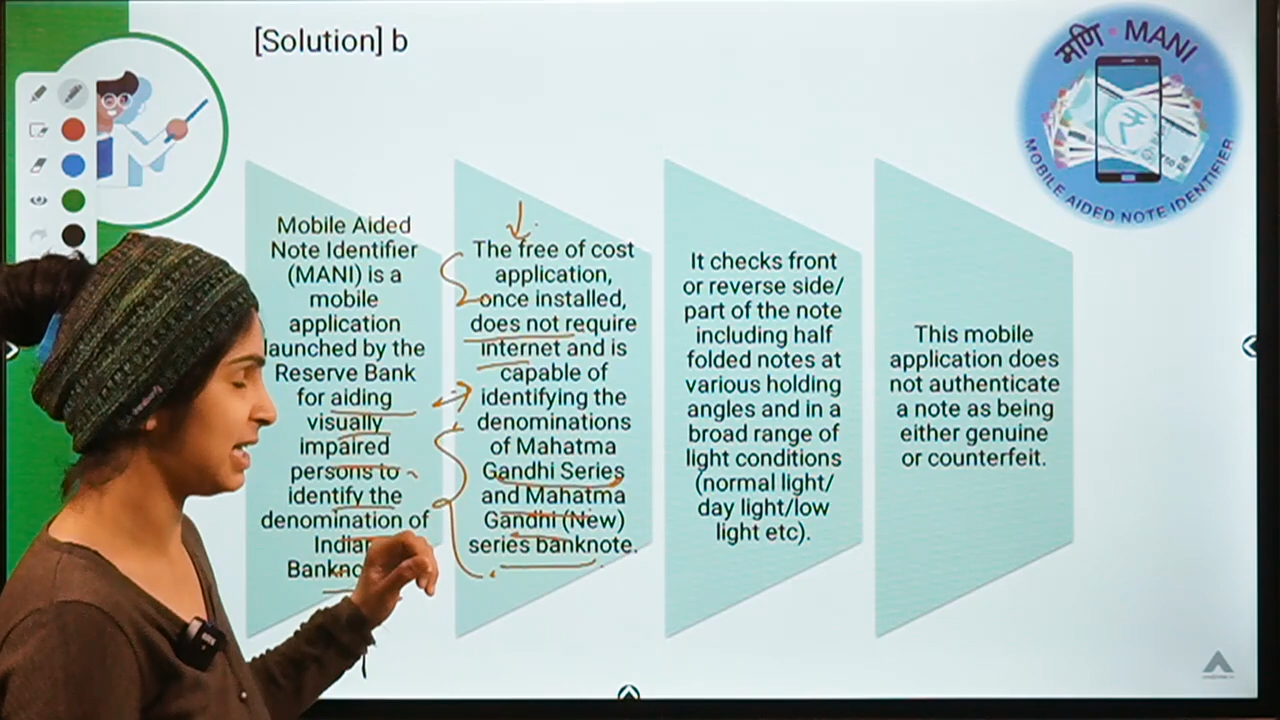 [Solution] b
मणि - MANI
MOBILE AIDED NOTE IDENTIFIER
Mobile Aided
Note Identifier
(MANI) is a
mobile
application
launched by the
Reserve Bank
for aiding
visually
impaired
persons to
identify the
denomination of
The free of cost
application,
once installed,
does not require
internet and is
capable of
identifying the
denominations
of Mahatma
Gandhi Series
and Mahatma
Gandhi (New)
series banknote.
It checks front
or reverse side/
part of the note
including half
folded notes at
various holding
angles and in a
broad range of
light conditions
(normal light/
day light/low
light etc).
This mobile
application does
not authenticate
a note as being
either genuine
or counterfeit.